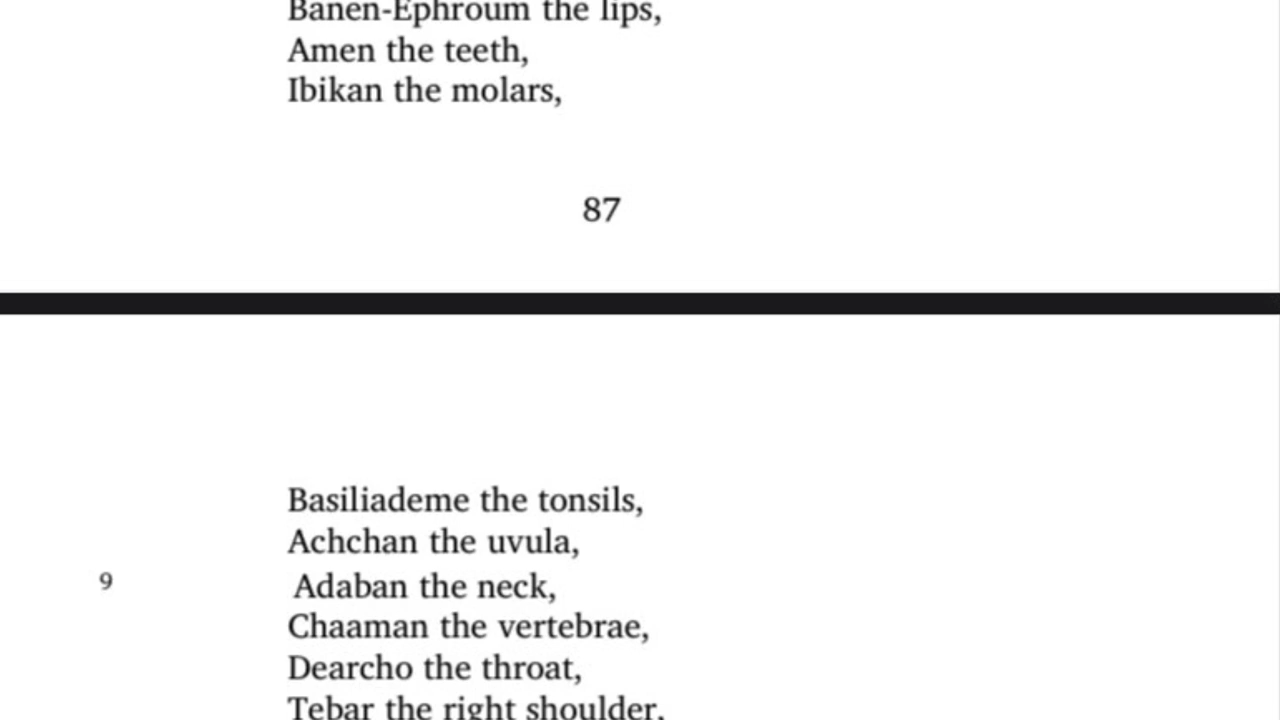 Banen-Ephroum the lips,
Amen the teeth,
Ibikan the molars,
87
Basiliademe the tonsils,
Achchan the uvula,
9 Adaban the neck,
Chaaman the vertebrae,
Dearcho the throat,
Tebar the right shoulder,